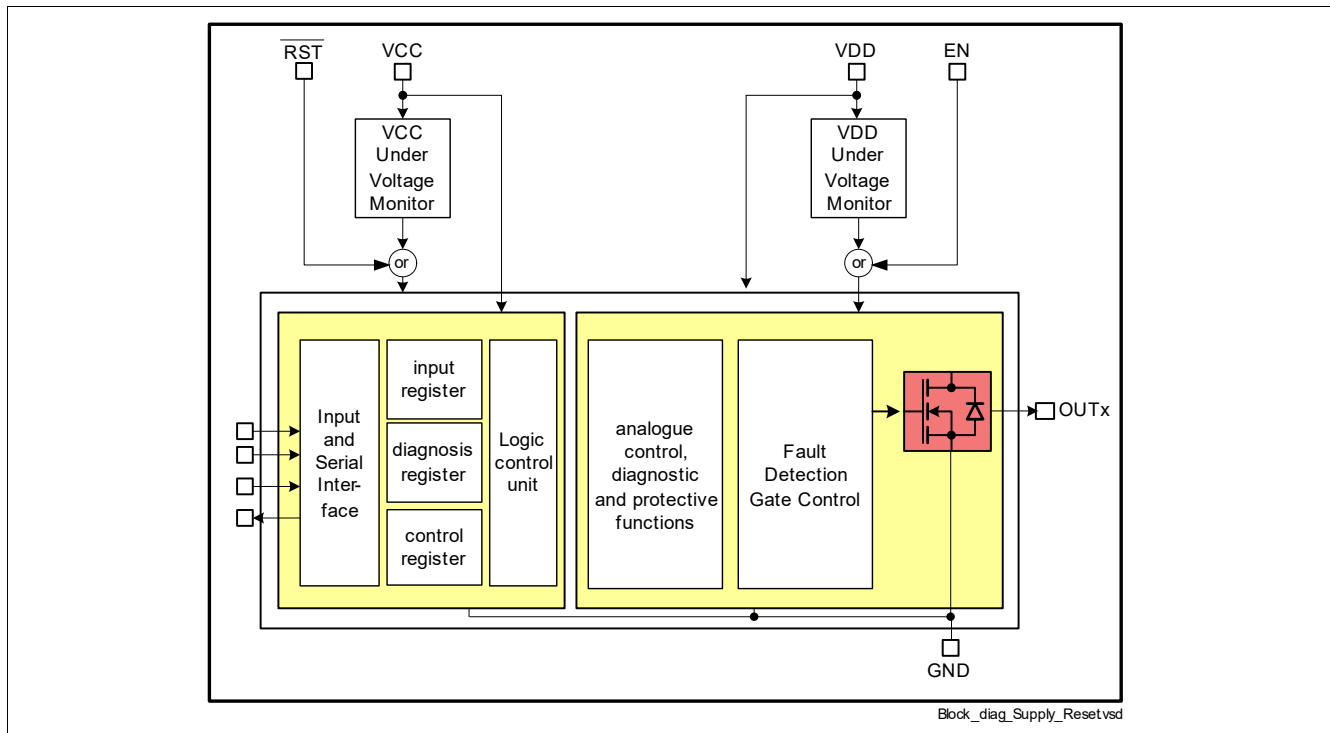 RST
VCC
VDD
EN
VCC
Under
Voltage
Monitor
VDD
Under
Voltage
Monitor
or
or
Input
and
Serial
Inter-
face
input
register
diagnosis
register
control
register
Logic
control
unit
analogue
control,
diagnostic
and protective
functions
Fault
Detection
Gate Control
OUTx
GND
Block_diag_Supply_Reset.vsd